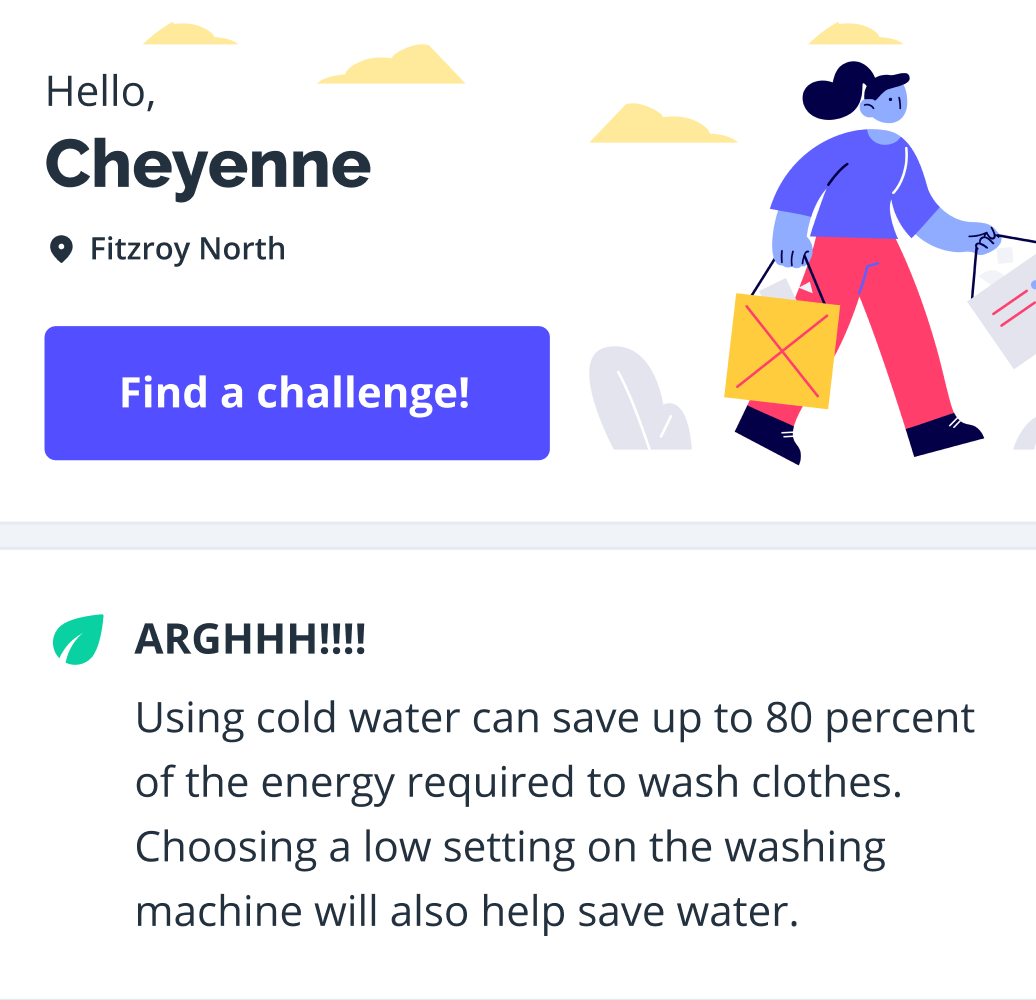 Hello,
Cheyenne
Fitzroy North
Find a challenge!
ARGHHH!!!!
Using cold water can save up to 80 percent
of the energy required to wash clothes.
Choosing a low setting on the washing
machine will also help save water.